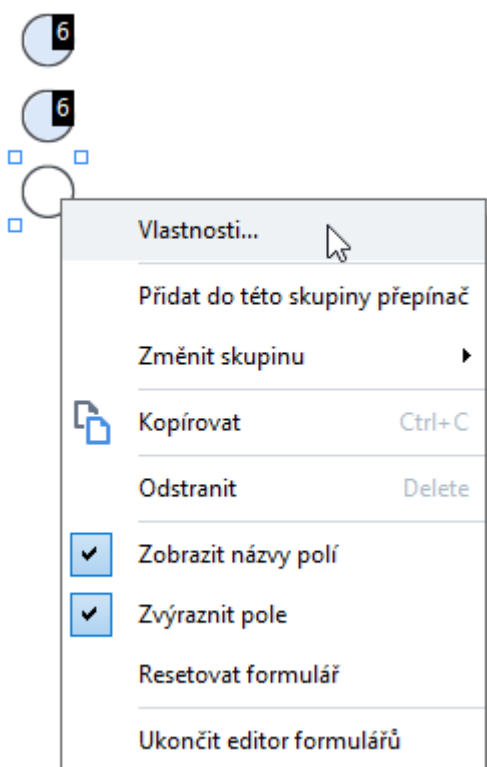 6
6
Vlastnosti...
Přidat do této skupiny přepínač
Změnit skupinu
Kopírovat Ctrl+C
Odstranit Delete
Zobrazit názvy polí
Zvýraznit pole
Resetovat formulář
Ukončit editor formulářů